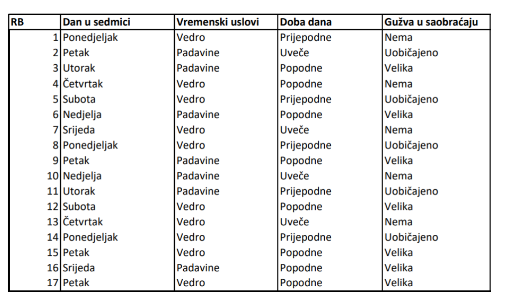 RB Dan u sedmici Vremenski uslovi Doba dana Gužva u saobraćaju
1 Ponedjeljak Vedro Prijepodne Nema
2 Petak Padavine Uveče Uobičajeno
3 Utorak Padavine Popodne Velika
4 Četvrtak Vedro Popodne Nema
5 Subota Vedro Prijepodne Uobičajeno
6 Nedjelja Padavine Popodne Velika
7 Srijeda Vedro Uveče Nema
8 Ponedjeljak Vedro Prijepodne Uobičajeno
9 Petak Padavine Popodne Velika
10 Nedjelja Padavine Uveče Nema
11 Utorak Padavine Prijepodne Uobičajeno
12 Subota Vedro Popodne Velika
13 Četvrtak Vedro Uveče Nema
14 Ponedjeljak Vedro Prijepodne Uobičajeno
15 Petak Vedro Popodne Velika
16 Srijeda Padavine Popodne Velika
17 Petak Vedro Popodne Velika